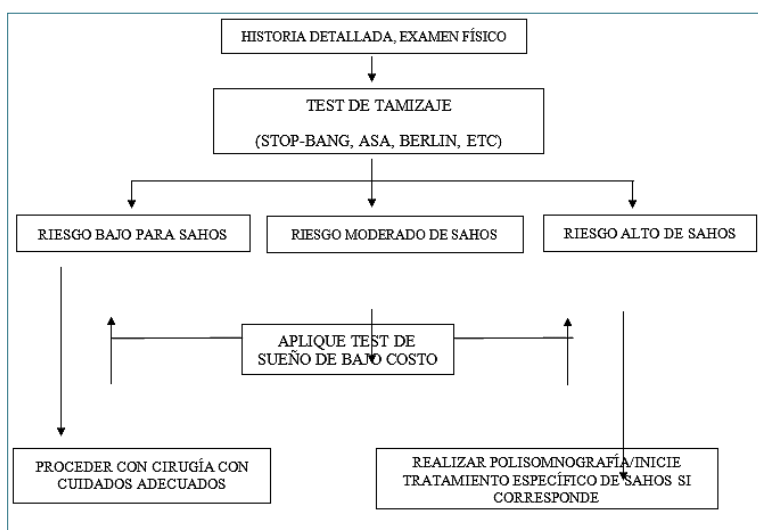 HISTORIA DETALLADA, EXAMEN FÍSICO
TEST DE TAMIZAJE
(STOP-BANG, ASA, BERLIN, ETC)
RIESGO BAJO PARA SAHOS
RIESGO MODERADO DE SAHOS
RIESGO ALTO DE SAHOS
APLIQUE TEST DE
SUEÑO DE BAJO COSTO
PROCEDER CON CIRUGÍA CON
CUIDADOS ADECUADOS
REALIZAR POLISOMNOGRAFÍA/INICIE
TRATAMIENTO ESPECÍFICO DE SAHOS SI
CORRESPONDE